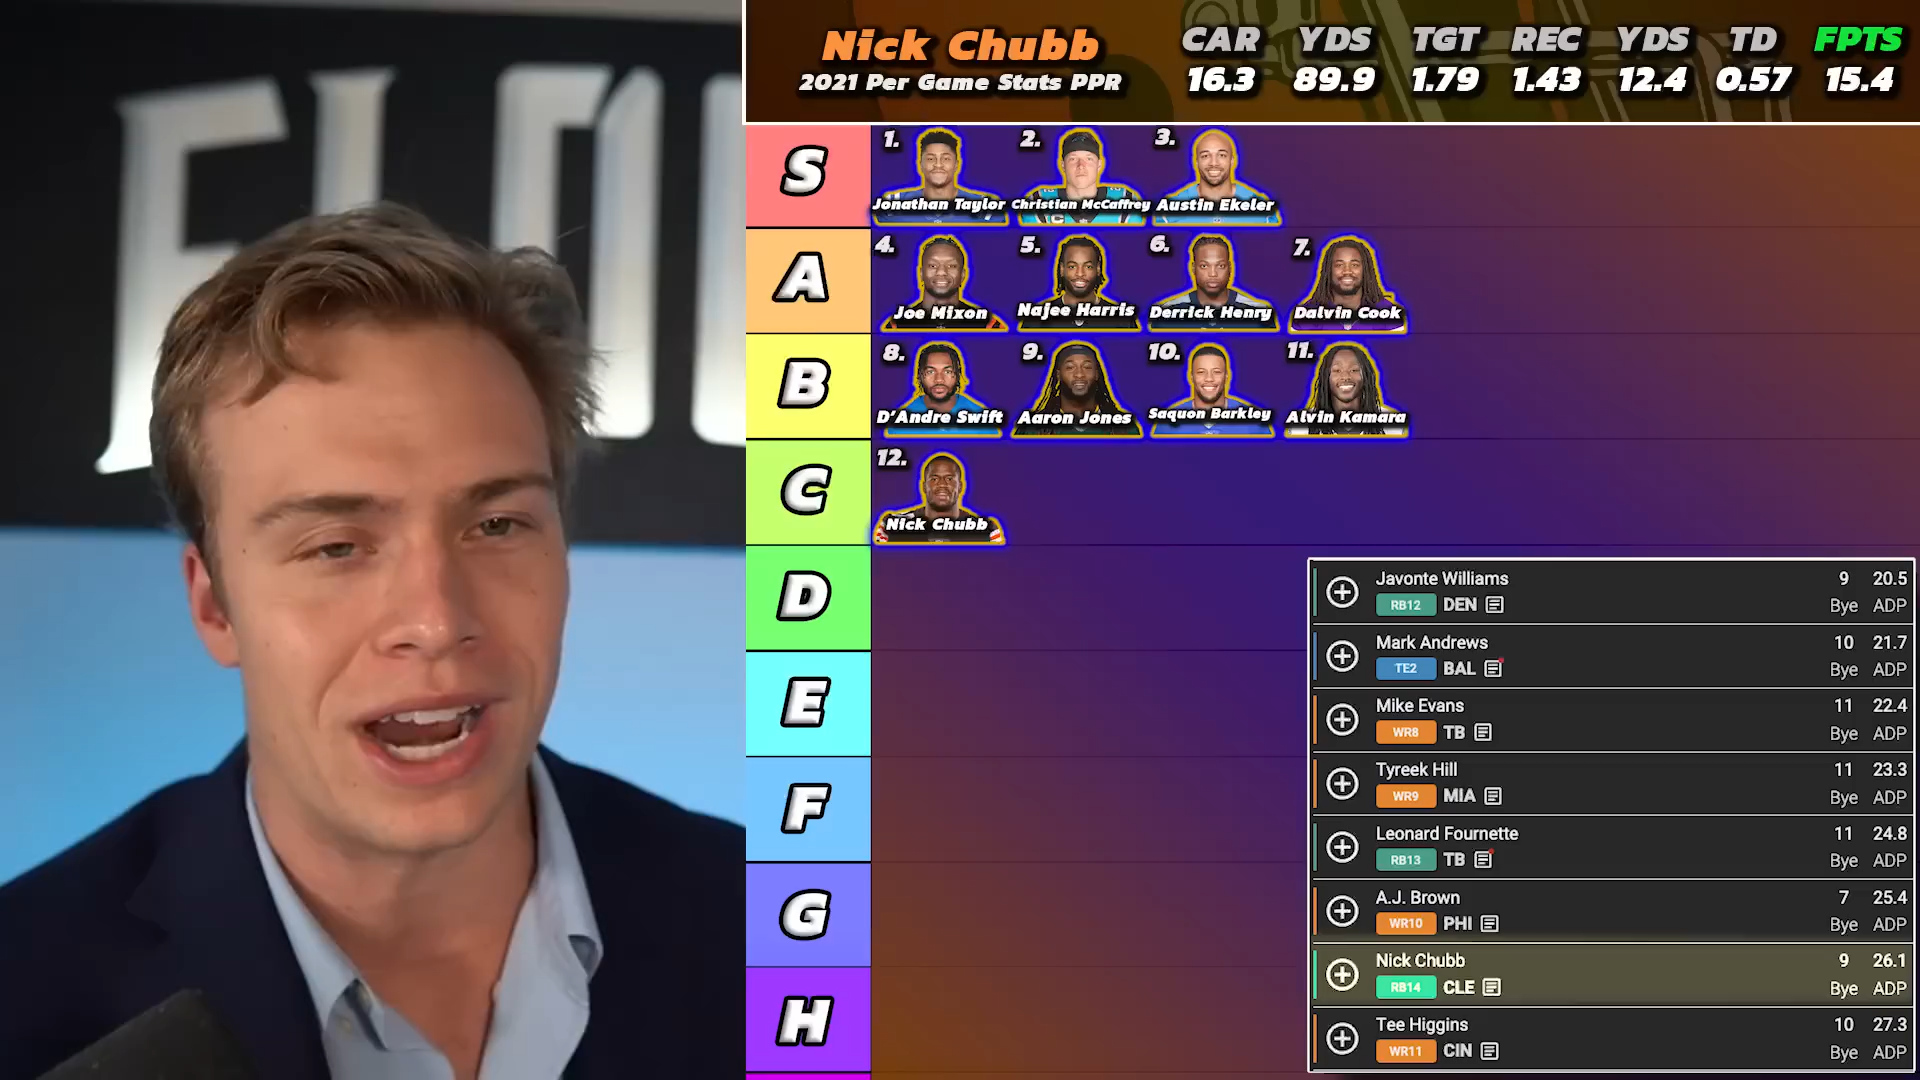 Nick Chubb
2021 Per Game Stats PPR
CAR YDS TGT REC YDS TD FPTS
16.3 89.9 1.79 1.43 12.4 0.57 15.4
S
1. 2. 3.
Jonathan Taylor Christian McCaffrey Austin Ekeler
A
4. 5. 6. 7.
Joe Mixon Najee Harris Derrick Henry Dalvin Cook
B
8. 9. 10. 11.
D'Andre Swift Aaron Jones Saquon Barkley Alvin Kamara
C
12.
Nick Chubb
D
E
F
G
H
Javonte Williams 9 20.5
RB12 DEN Bye ADP
Mark Andrews 10 21.7
TE2 BAL Bye ADP
Mike Evans 11 22.4
WR8 TB Bye ADP
Tyreek Hill 11 23.3
WR9 MIA Bye ADP
Leonard Fournette 11 24.8
RB13 TB Bye ADP
A.J. Brown 7 25.4
WR10 PHI Bye ADP
Nick Chubb 9 26.1
RB14 CLE Bye ADP
Tee Higgins 10 27.3
WR11 CIN Bye ADP